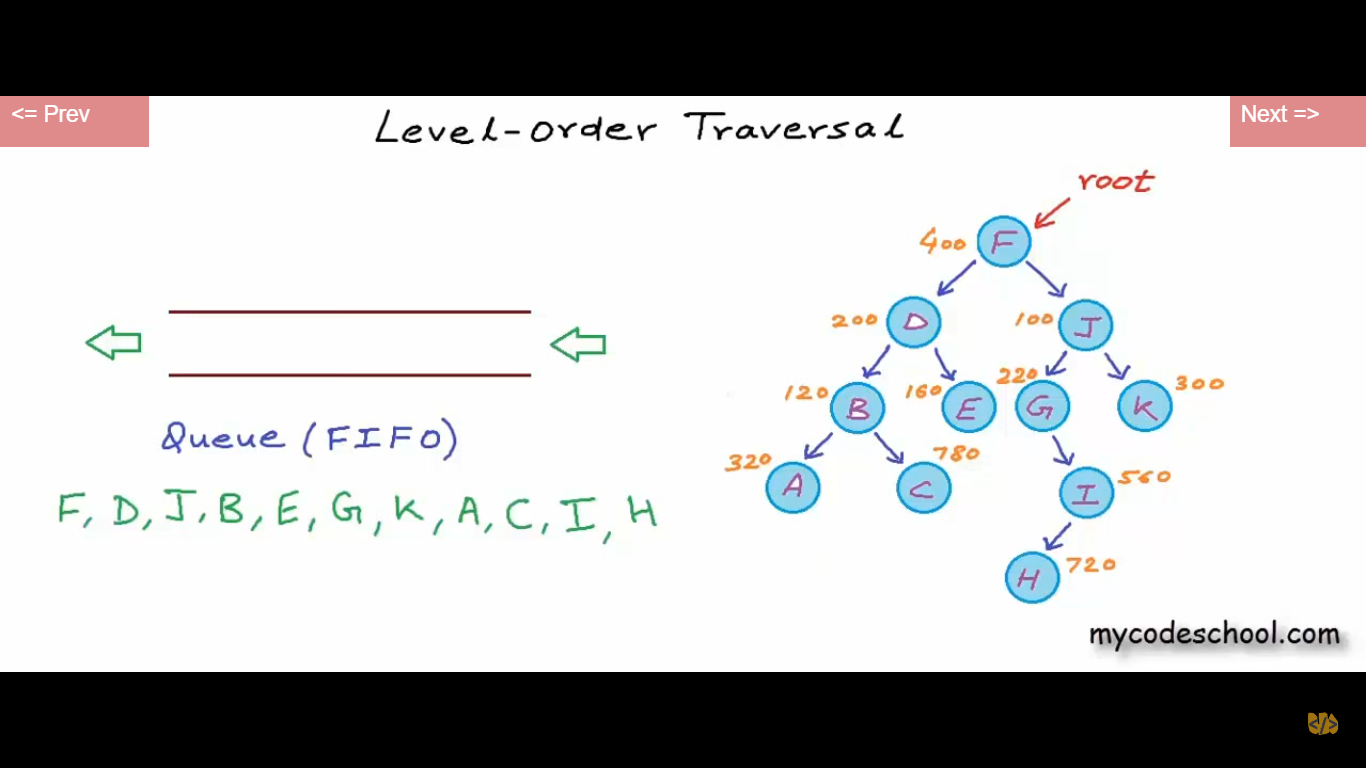 <= Prev
Next =>
Level-order Traversal
root
400 F
200 D
100 J
120 B
160 E
220 G
K 300
Queue (FIFO)
320 A
780 C
I 560
F, D, J, B, E, G, K, A, C, I, H
H 720
mycodeschool.com
</>